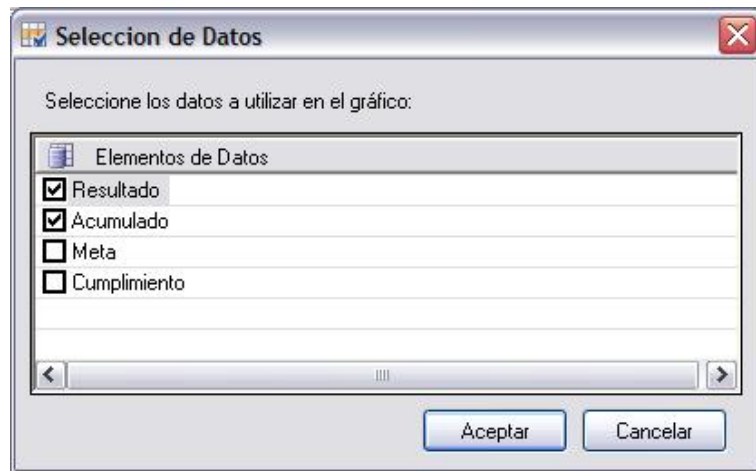 Seleccion de Datos
Seleccione los datos a utilizar en el gráfico:
Elementos de Datos
Resultado
Acumulado
Meta
Cumplimiento
Aceptar Cancelar